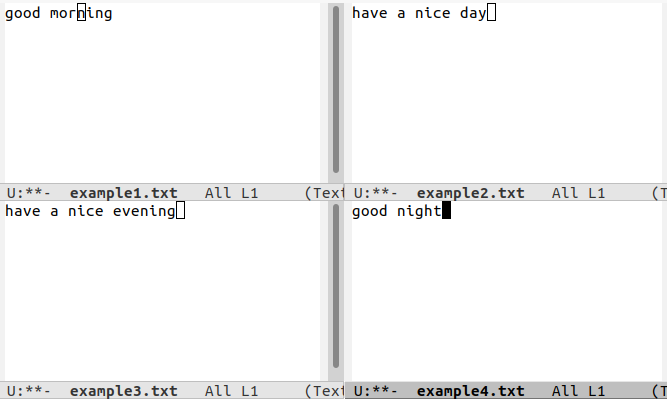 good morning
U:**-  example1.txt   All L1     (Text
have a nice day
U:**-  example2.txt   All L1     (T
have a nice evening
U:**-  example3.txt   All L1     (Text
good night
U:**-  example4.txt   All L1     (T